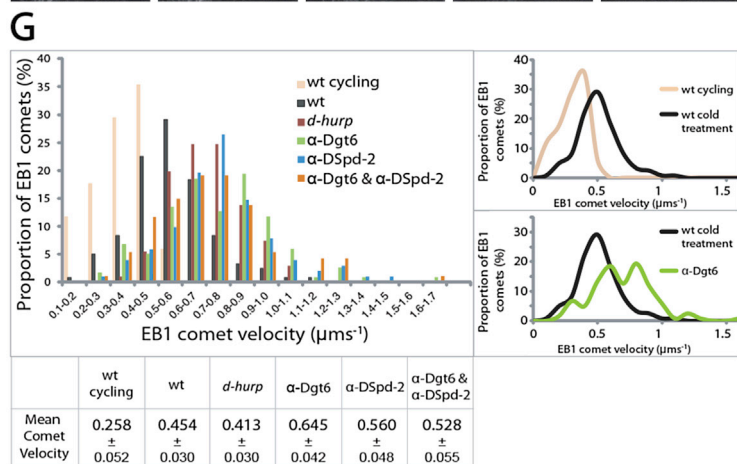 G
Proportion of EB1 comets (%)
40
35
30
25
20
15
10
5
0
wt cycling
wt
d-hurp
α-Dgt6
α-DSpd-2
α-Dgt6 & α-DSpd-2
0.1-0.2
0.2-0.3
0.3-0.4
0.4-0.5
0.5-0.6
0.6-0.7
0.7-0.8
0.8-0.9
0.9-1.0
1.0-1.1
1.1-1.2
1.2-1.3
1.3-1.4
1.4-1.5
1.5-1.6
1.6-1.7
EB1 comet velocity (μms⁻¹)
Proportion of EB1
comets (%)
40
30
20
10
0
wt cycling
wt cold
treatment
0
0.5
1
1.5
EB1 comet velocity (μms⁻¹)
Proportion of EB1
comets (%)
30
20
10
0
wt cold
treatment
α-Dgt6
0
0.5
1
1.5
EB1 comet velocity (μms⁻¹)
wt
cycling
wt
d-hurp
α-Dgt6
α-DSpd-2
α-Dgt6 &
α-DSpd-2
Mean
Comet
Velocity
0.258
±
0.052
0.454
±
0.030
0.413
±
0.030
0.645
±
0.042
0.560
±
0.048
0.528
±
0.055